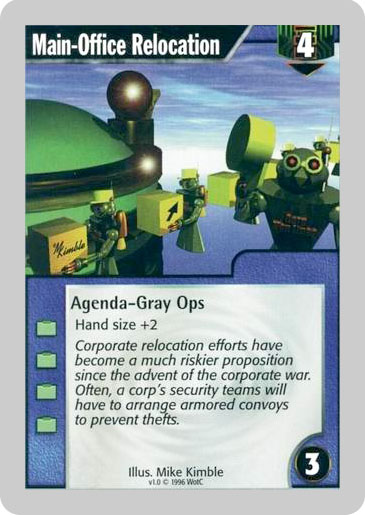 Main-Office Relocation
4
Mike
Kimble
Agenda-Gray Ops
Hand size +2
Corporate relocation efforts have
become a much riskier proposition
since the advent of the corporate war.
Often, a corp's security teams will
have to arrange armored convoys
to prevent thefts.
3
Illus. Mike Kimble
v1.0 © 1996 WotC